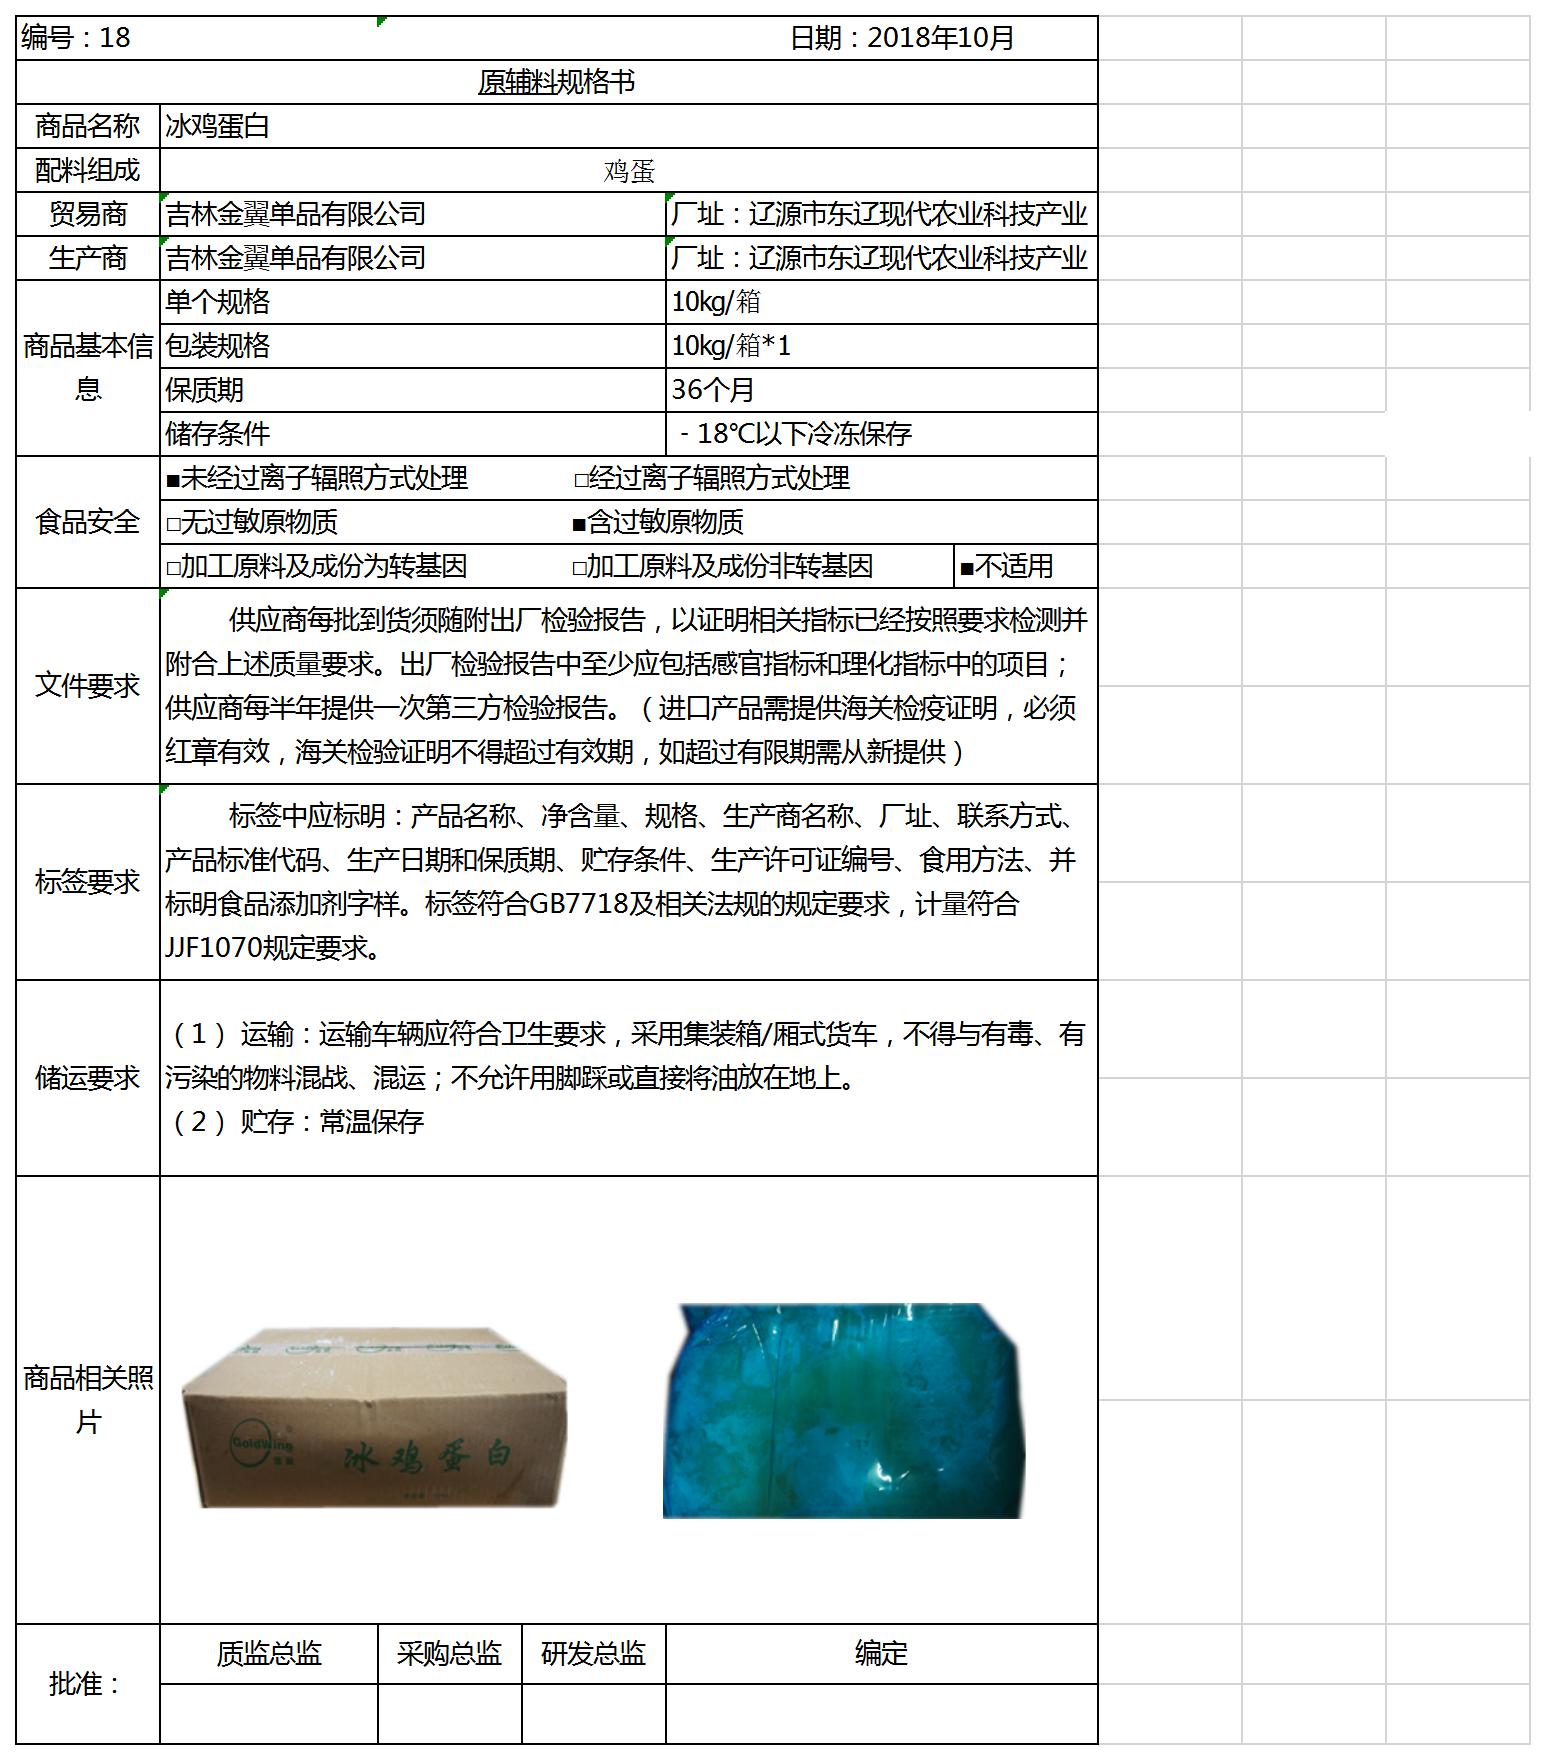 编号：18 日期：2018年10月
原辅料规格书
商品名称 冰鸡蛋白
配料组成 鸡蛋
贸易商 吉林金翼单品有限公司 厂址：辽源市东辽现代农业科技产业
生产商 吉林金翼单品有限公司 厂址：辽源市东辽现代农业科技产业
商品基本信
息
单个规格 10kg/箱
包装规格 10kg/箱*1
保质期 36个月
储存条件 －18℃以下冷冻保存
食品安全
■未经过离子辐照方式处理 □经过离子辐照方式处理
□无过敏原物质 ■含过敏原物质
□加工原料及成份为转基因 □加工原料及成份非转基因 ■不适用
文件要求
供应商每批到货须随附出厂检验报告，以证明相关指标已经按照要求检测并
附合上述质量要求。出厂检验报告中至少应包括感官指标和理化指标中的项目；
供应商每半年提供一次第三方检验报告。（进口产品需提供海关检疫证明，必须
红章有效，海关检验证明不得超过有效期，如超过有限期需从新提供）
标签要求
标签中应标明：产品名称、净含量、规格、生产商名称、厂址、联系方式、
产品标准代码、生产日期和保质期、贮存条件、生产许可证编号、食用方法、并
标明食品添加剂字样。标签符合GB7718及相关法规的规定要求，计量符合
JJF1070规定要求。
储运要求
（1） 运输：运输车辆应符合卫生要求，采用集装箱/厢式货车，不得与有毒、有
污染的物料混战、混运；不允许用脚踩或直接将油放在地上。
（2） 贮存：常温保存
商品相关照
片
GoldWing
冰鸡蛋白
批准：
质监总监 采购总监 研发总监 编定